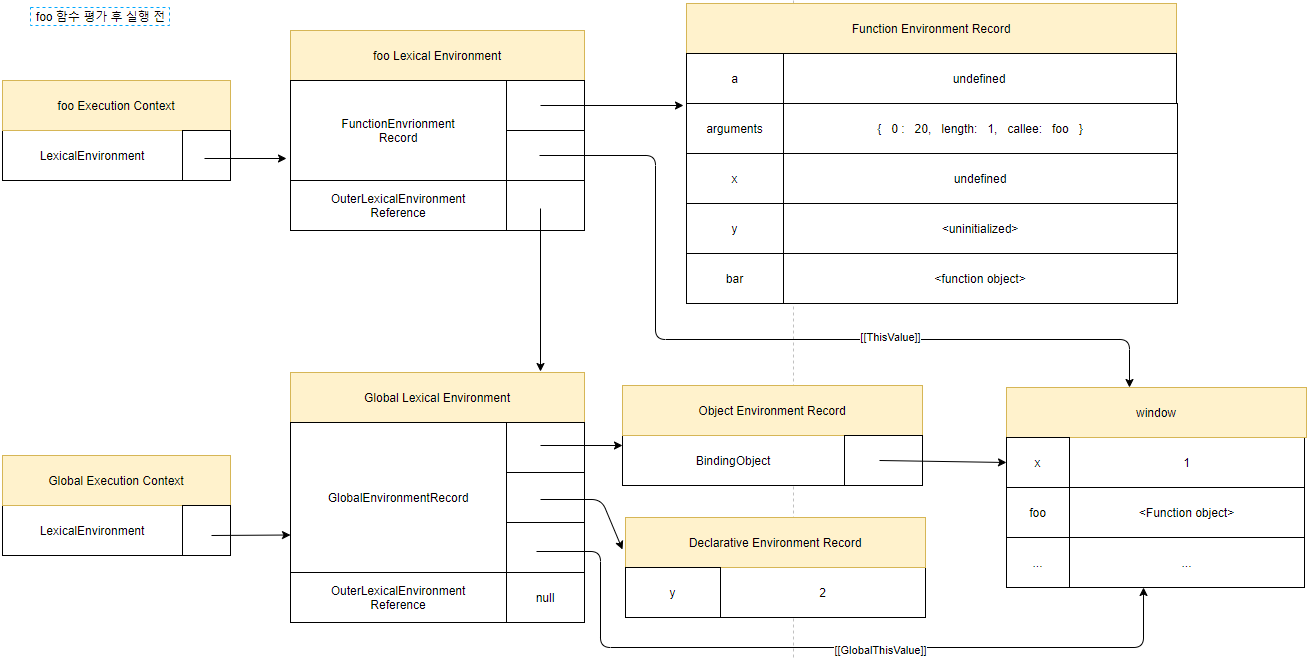 foo 함수 평가 후 실행 전
foo Execution Context
LexicalEnvironment
foo Lexical Environment
FunctionEnvrionment
Record
OuterLexicalEnvironment
Reference
Function Environment Record
a undefined
arguments { 0 : 20, length: 1, callee: foo }
x undefined
y <uninitialized>
bar <function object>
[[ThisValue]]
Global Execution Context
LexicalEnvironment
Global Lexical Environment
GlobalEnvironmentRecord
OuterLexicalEnvironment
Reference
null
Object Environment Record
BindingObject
Declarative Environment Record
y 2
window
x 1
foo <Function object>
... ...
[[GlobalThisValue]]